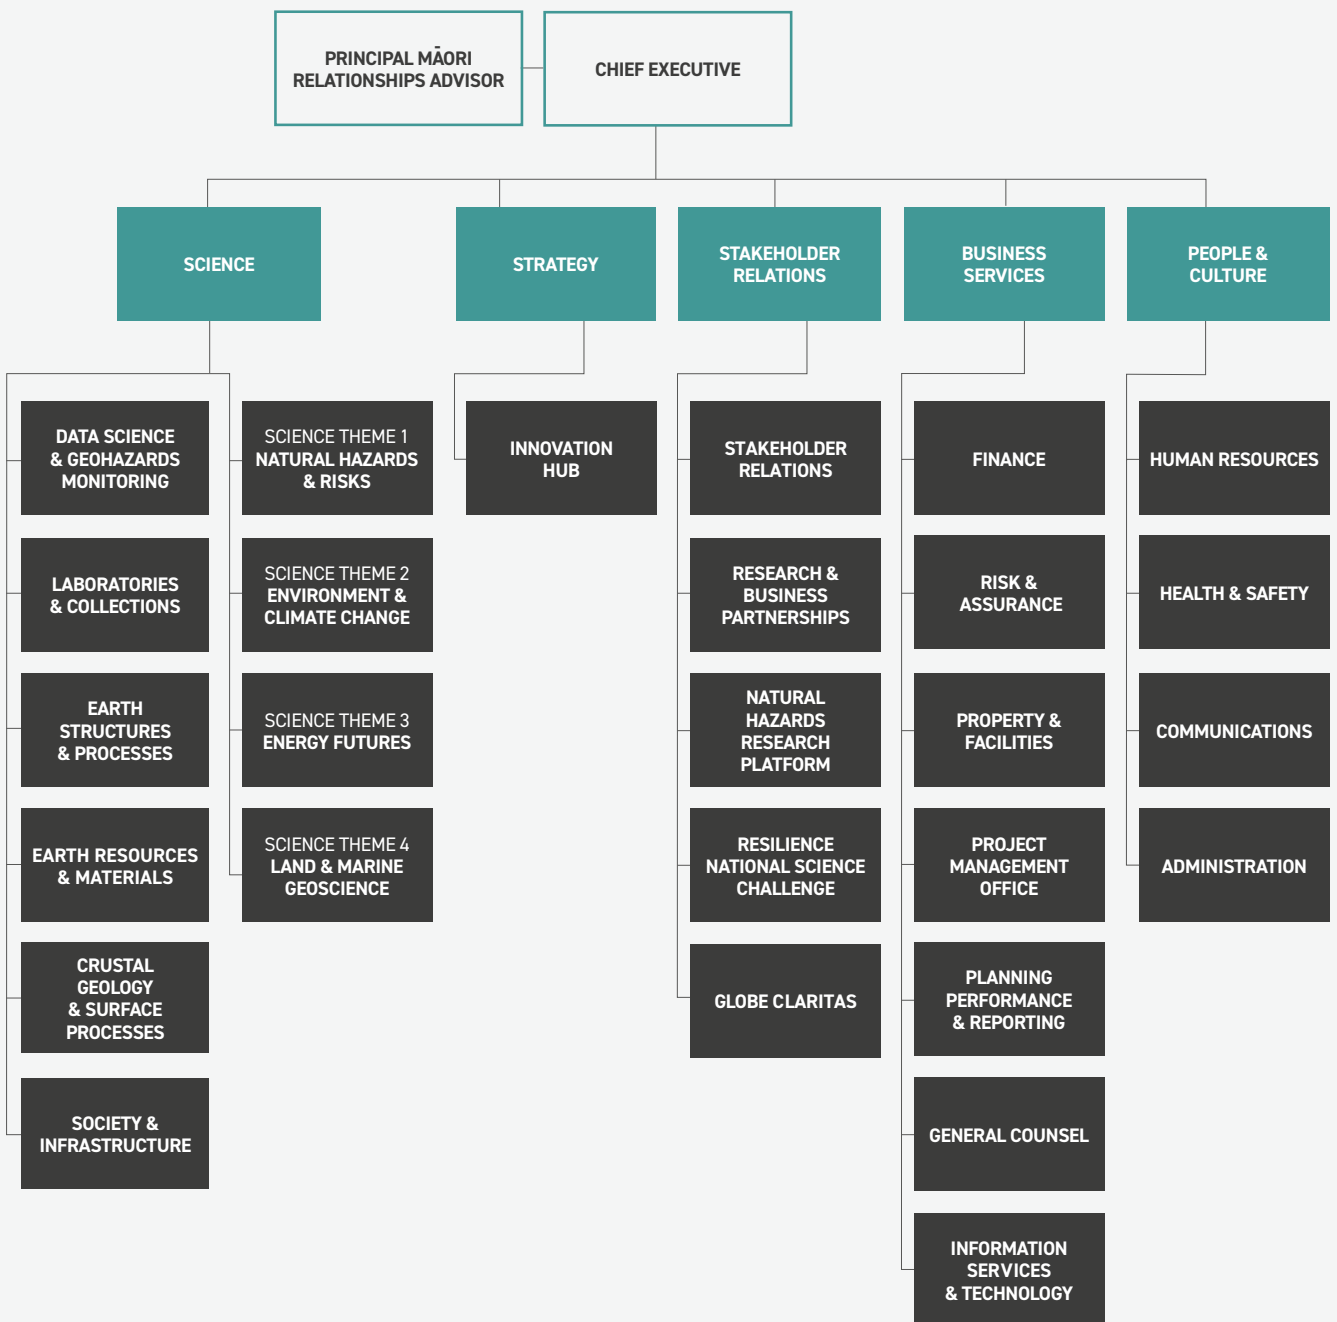 PRINCIPAL MĀORI
RELATIONSHIPS ADVISOR
CHIEF EXECUTIVE
SCIENCE
STRATEGY
STAKEHOLDER
RELATIONS
BUSINESS
SERVICES
PEOPLE &
CULTURE
DATA SCIENCE
& GEOHAZARDS
MONITORING
LABORATORIES
& COLLECTIONS
EARTH
STRUCTURES
& PROCESSES
EARTH RESOURCES
& MATERIALS
CRUSTAL
GEOLOGY
& SURFACE
PROCESSES
SOCIETY &
INFRASTRUCTURE
SCIENCE THEME 1
NATURAL HAZARDS
& RISKS
SCIENCE THEME 2
ENVIRONMENT &
CLIMATE CHANGE
SCIENCE THEME 3
ENERGY FUTURES
SCIENCE THEME 4
LAND & MARINE
GEOSCIENCE
INNOVATION
HUB
STAKEHOLDER
RELATIONS
RESEARCH &
BUSINESS
PARTNERSHIPS
NATURAL
HAZARDS
RESEARCH
PLATFORM
RESILIENCE
NATIONAL SCIENCE
CHALLENGE
GLOBE CLARITAS
FINANCE
RISK &
ASSURANCE
PROPERTY &
FACILITIES
PROJECT
MANAGEMENT
OFFICE
PLANNING
PERFORMANCE
& REPORTING
GENERAL COUNSEL
INFORMATION
SERVICES
& TECHNOLOGY
HUMAN RESOURCES
HEALTH & SAFETY
COMMUNICATIONS
ADMINISTRATION